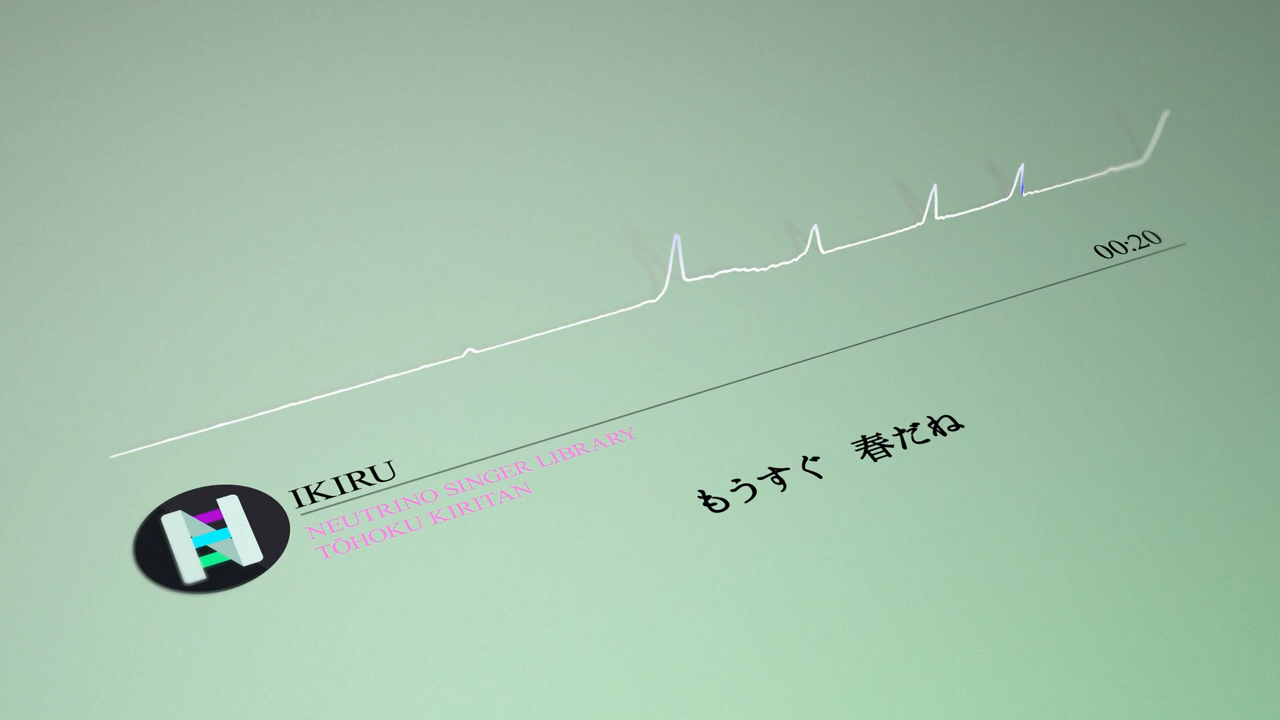 00:20
IKIRU
NEUTRINO SINGER LIBRARY
TŌHOKU KIRITAN
もうすぐ 春だね